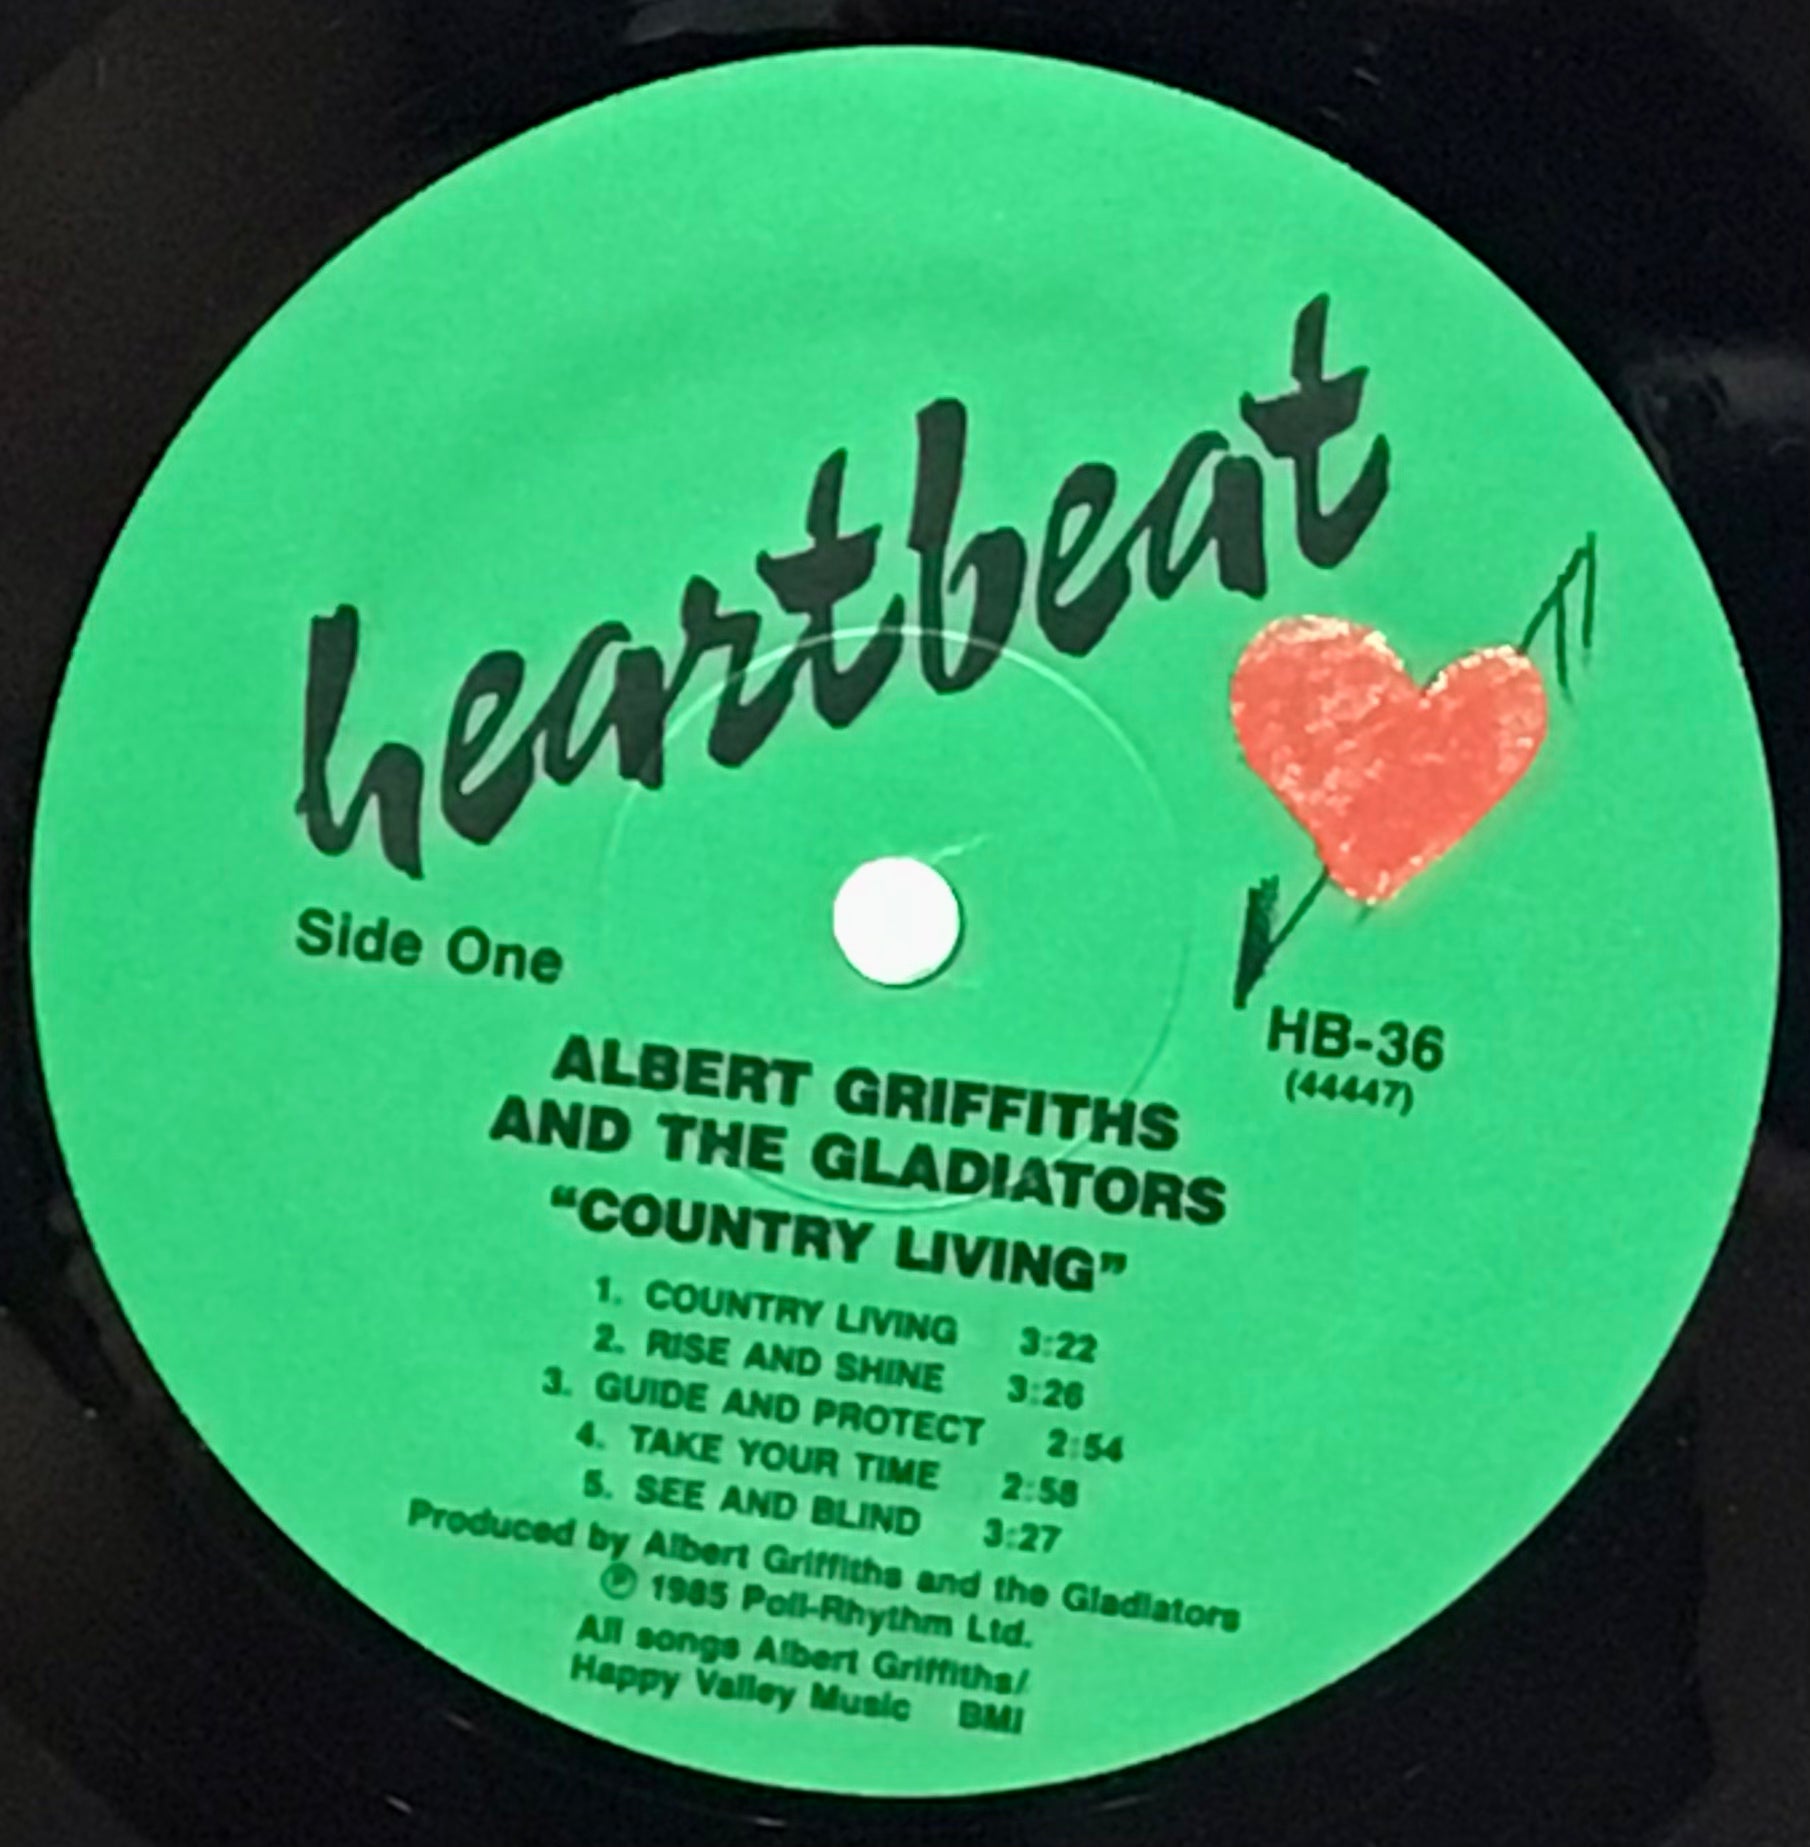 heartbeat
Side One
HB-36
(44447)
ALBERT GRIFFITHS
AND THE GLADIATORS
“COUNTRY LIVING”
1. COUNTRY LIVING 3:22
2. RISE AND SHINE 3:26
3. GUIDE AND PROTECT 2:54
4. TAKE YOUR TIME 2:58
5. SEE AND BLIND 3:27
Produced by Albert Griffiths and the Gladiators
℗ 1985 Poll-Rhythm Ltd.
All songs Albert Griffiths/
Happy Valley Music BMI